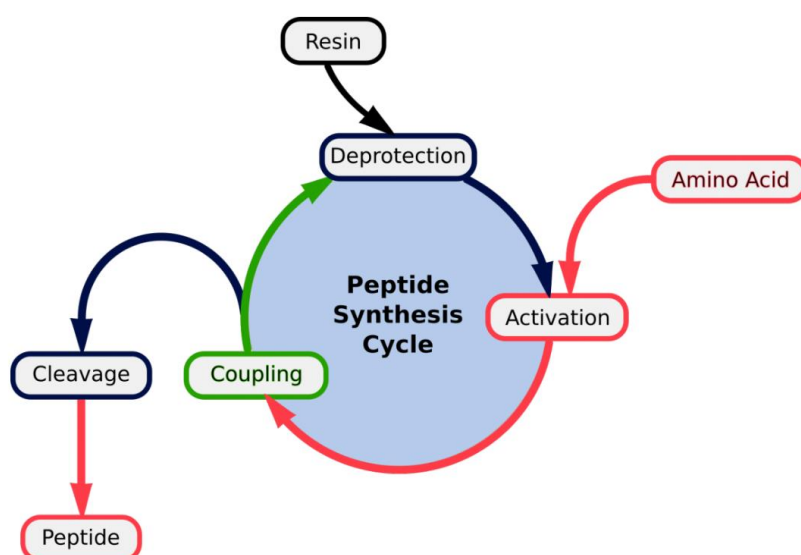 Resin
Deprotection
Amino Acid
Peptide
Synthesis
Cycle
Activation
Cleavage
Coupling
Peptide